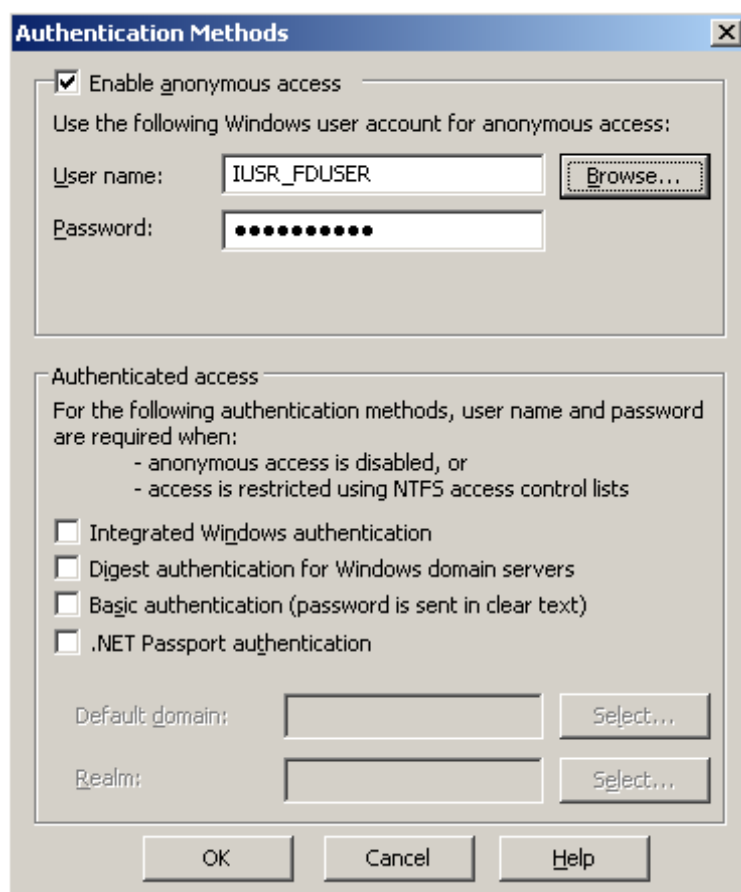 Authentication Methods
Enable anonymous access
Use the following Windows user account for anonymous access:
User name: IUSR_FDUSER Browse...
Password: ●●●●●●●●●●
Authenticated access
For the following authentication methods, user name and password
are required when:
- anonymous access is disabled, or
- access is restricted using NTFS access control lists
Integrated Windows authentication
Digest authentication for Windows domain servers
Basic authentication (password is sent in clear text)
.NET Passport authentication
Default domain: Select...
Realm: Select...
OK Cancel Help